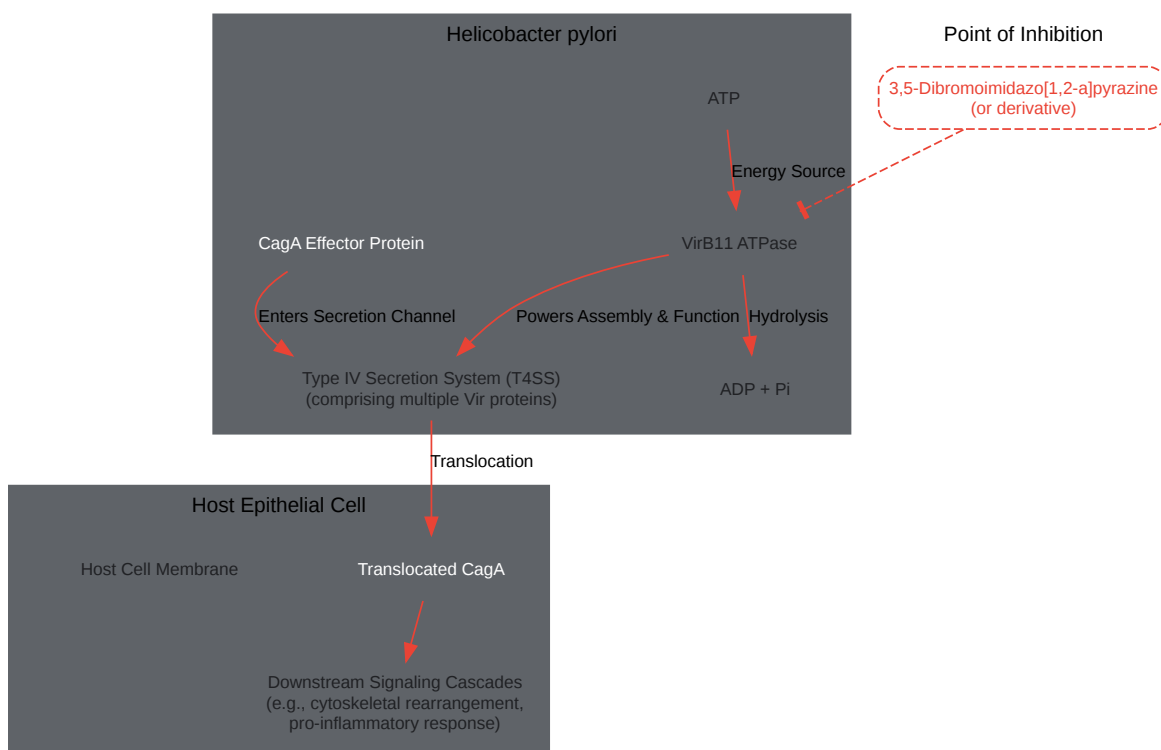 Helicobacter pylori
Point of Inhibition
3,5-Dibromoimidazo[1,2-a]pyrazine
(or derivative)
ATP
Energy Source
CagA Effector Protein
VirB11 ATPase
Enters Secretion Channel
Powers Assembly & Function
Hydrolysis
Type IV Secretion System (T4SS)
(comprising multiple Vir proteins)
ADP + Pi
Translocation
Host Epithelial Cell
Host Cell Membrane
Translocated CagA
Downstream Signaling Cascades
(e.g., cytoskeletal rearrangement,
pro-inflammatory response)